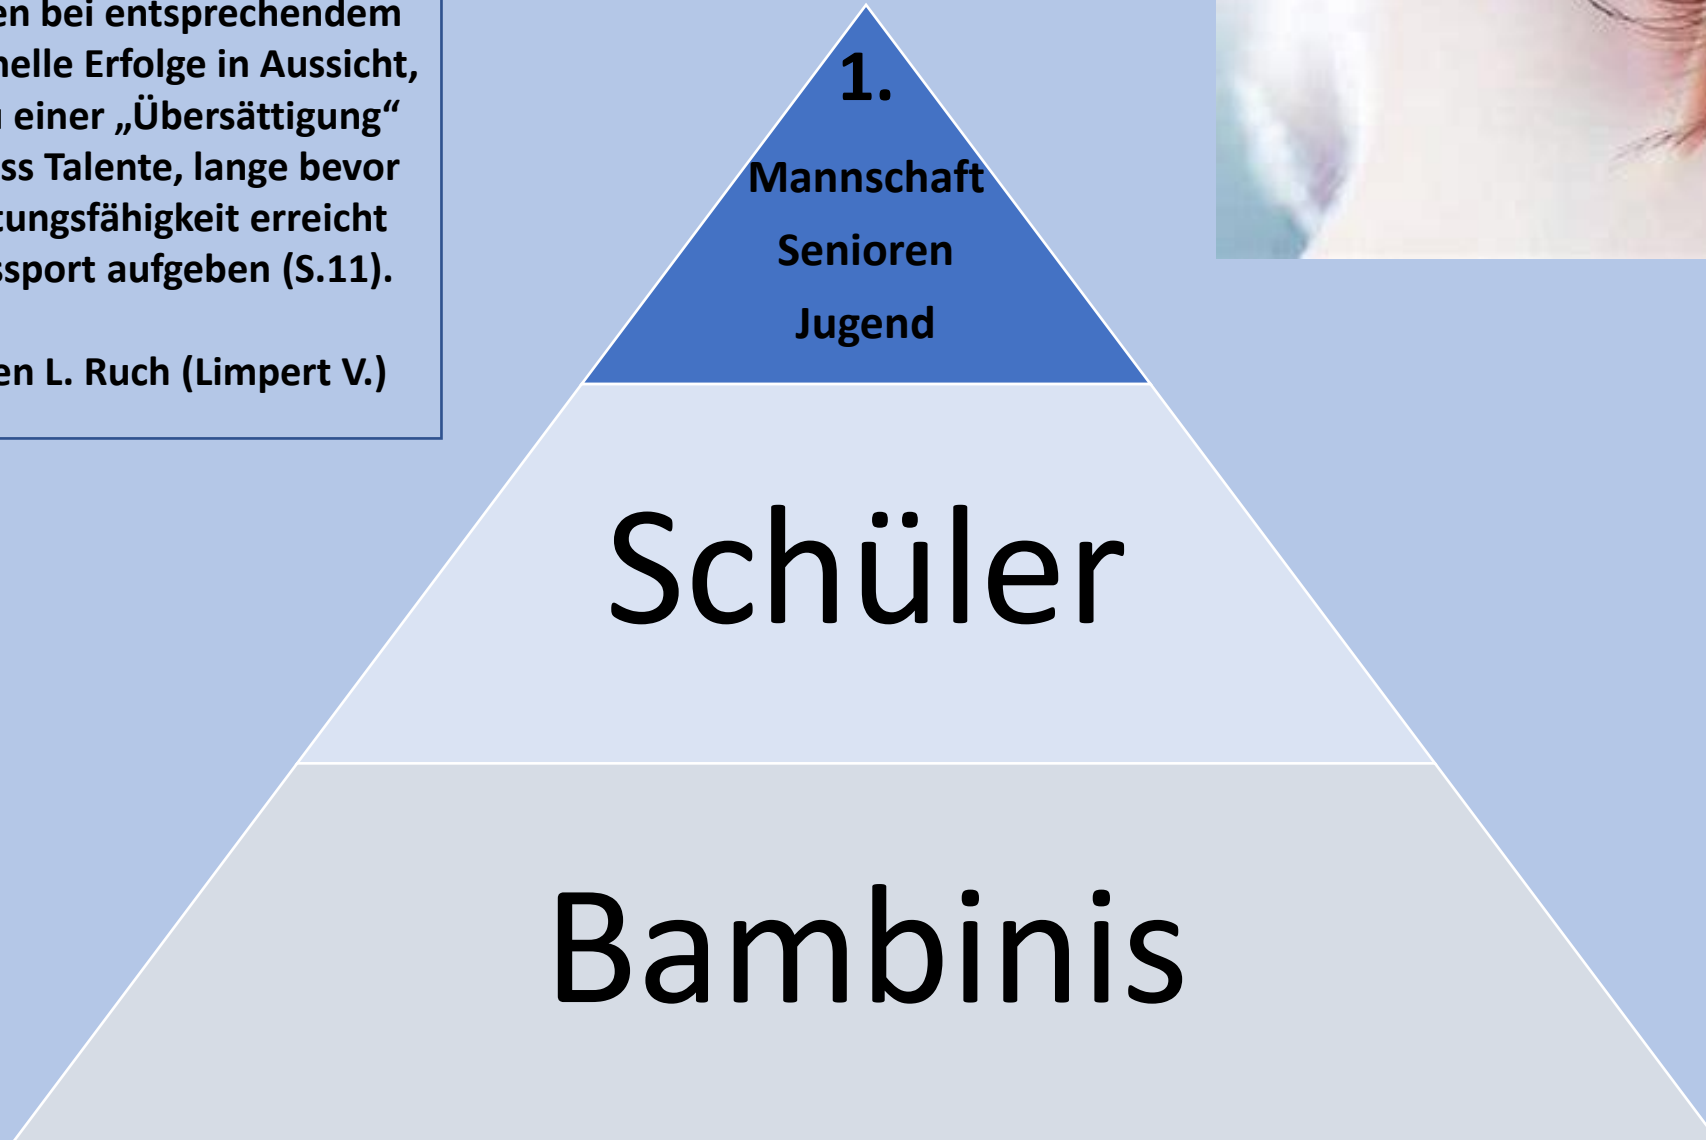 en bei entsprechendem
nelle Erfolge in Aussicht,
einer „Übersättigung“
ss Talente, lange bevor
tungsfähigkeit erreicht
ssport aufgeben (S.11).
en L. Ruch (Limpert V.)
1.
Mannschaft
Senioren
Jugend
Schüler
Bambinis